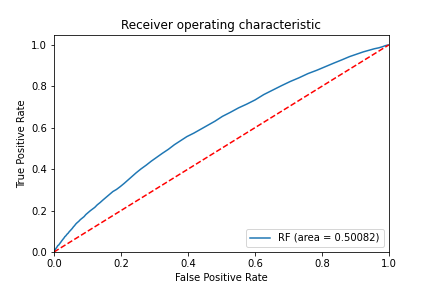 Receiver operating characteristic
True Positive Rate
1.0
0.8
0.6
0.4
0.2
0.0
RF (area = 0.50082)
0.0 0.2 0.4 0.6 0.8 1.0
False Positive Rate